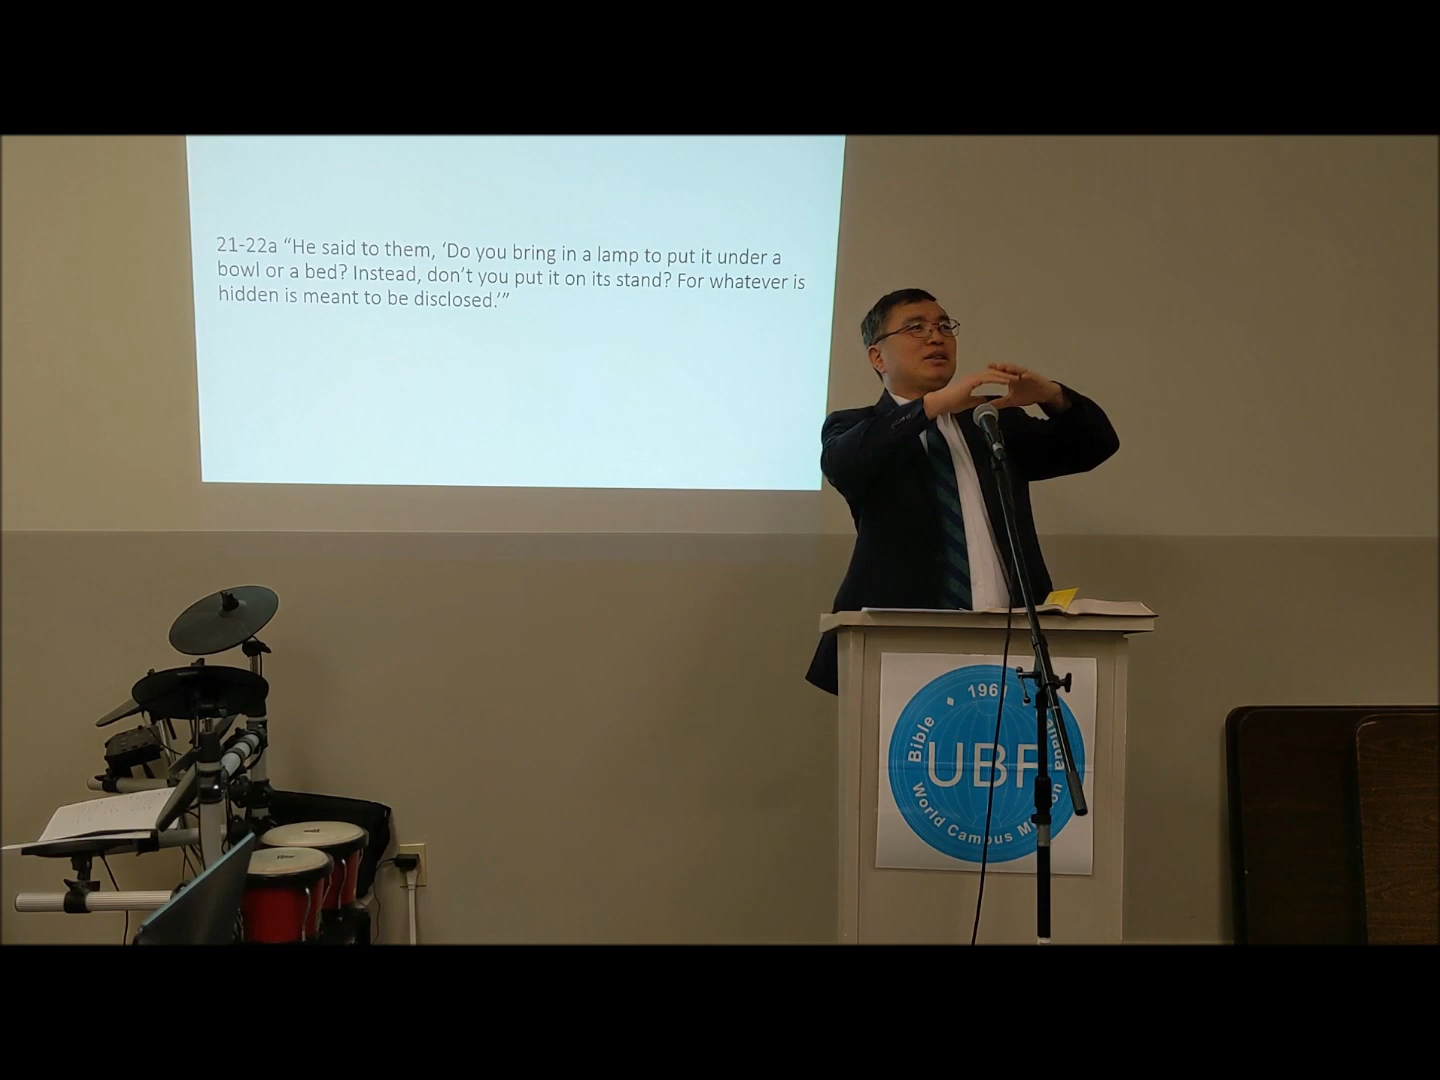 21-22a “He said to them, ‘Do you bring in a lamp to put it under a
bowl or a bed? Instead, don’t you put it on its stand? For whatever is
hidden is meant to be disclosed.’”
1961
Bible
UBF
World Campus Mission